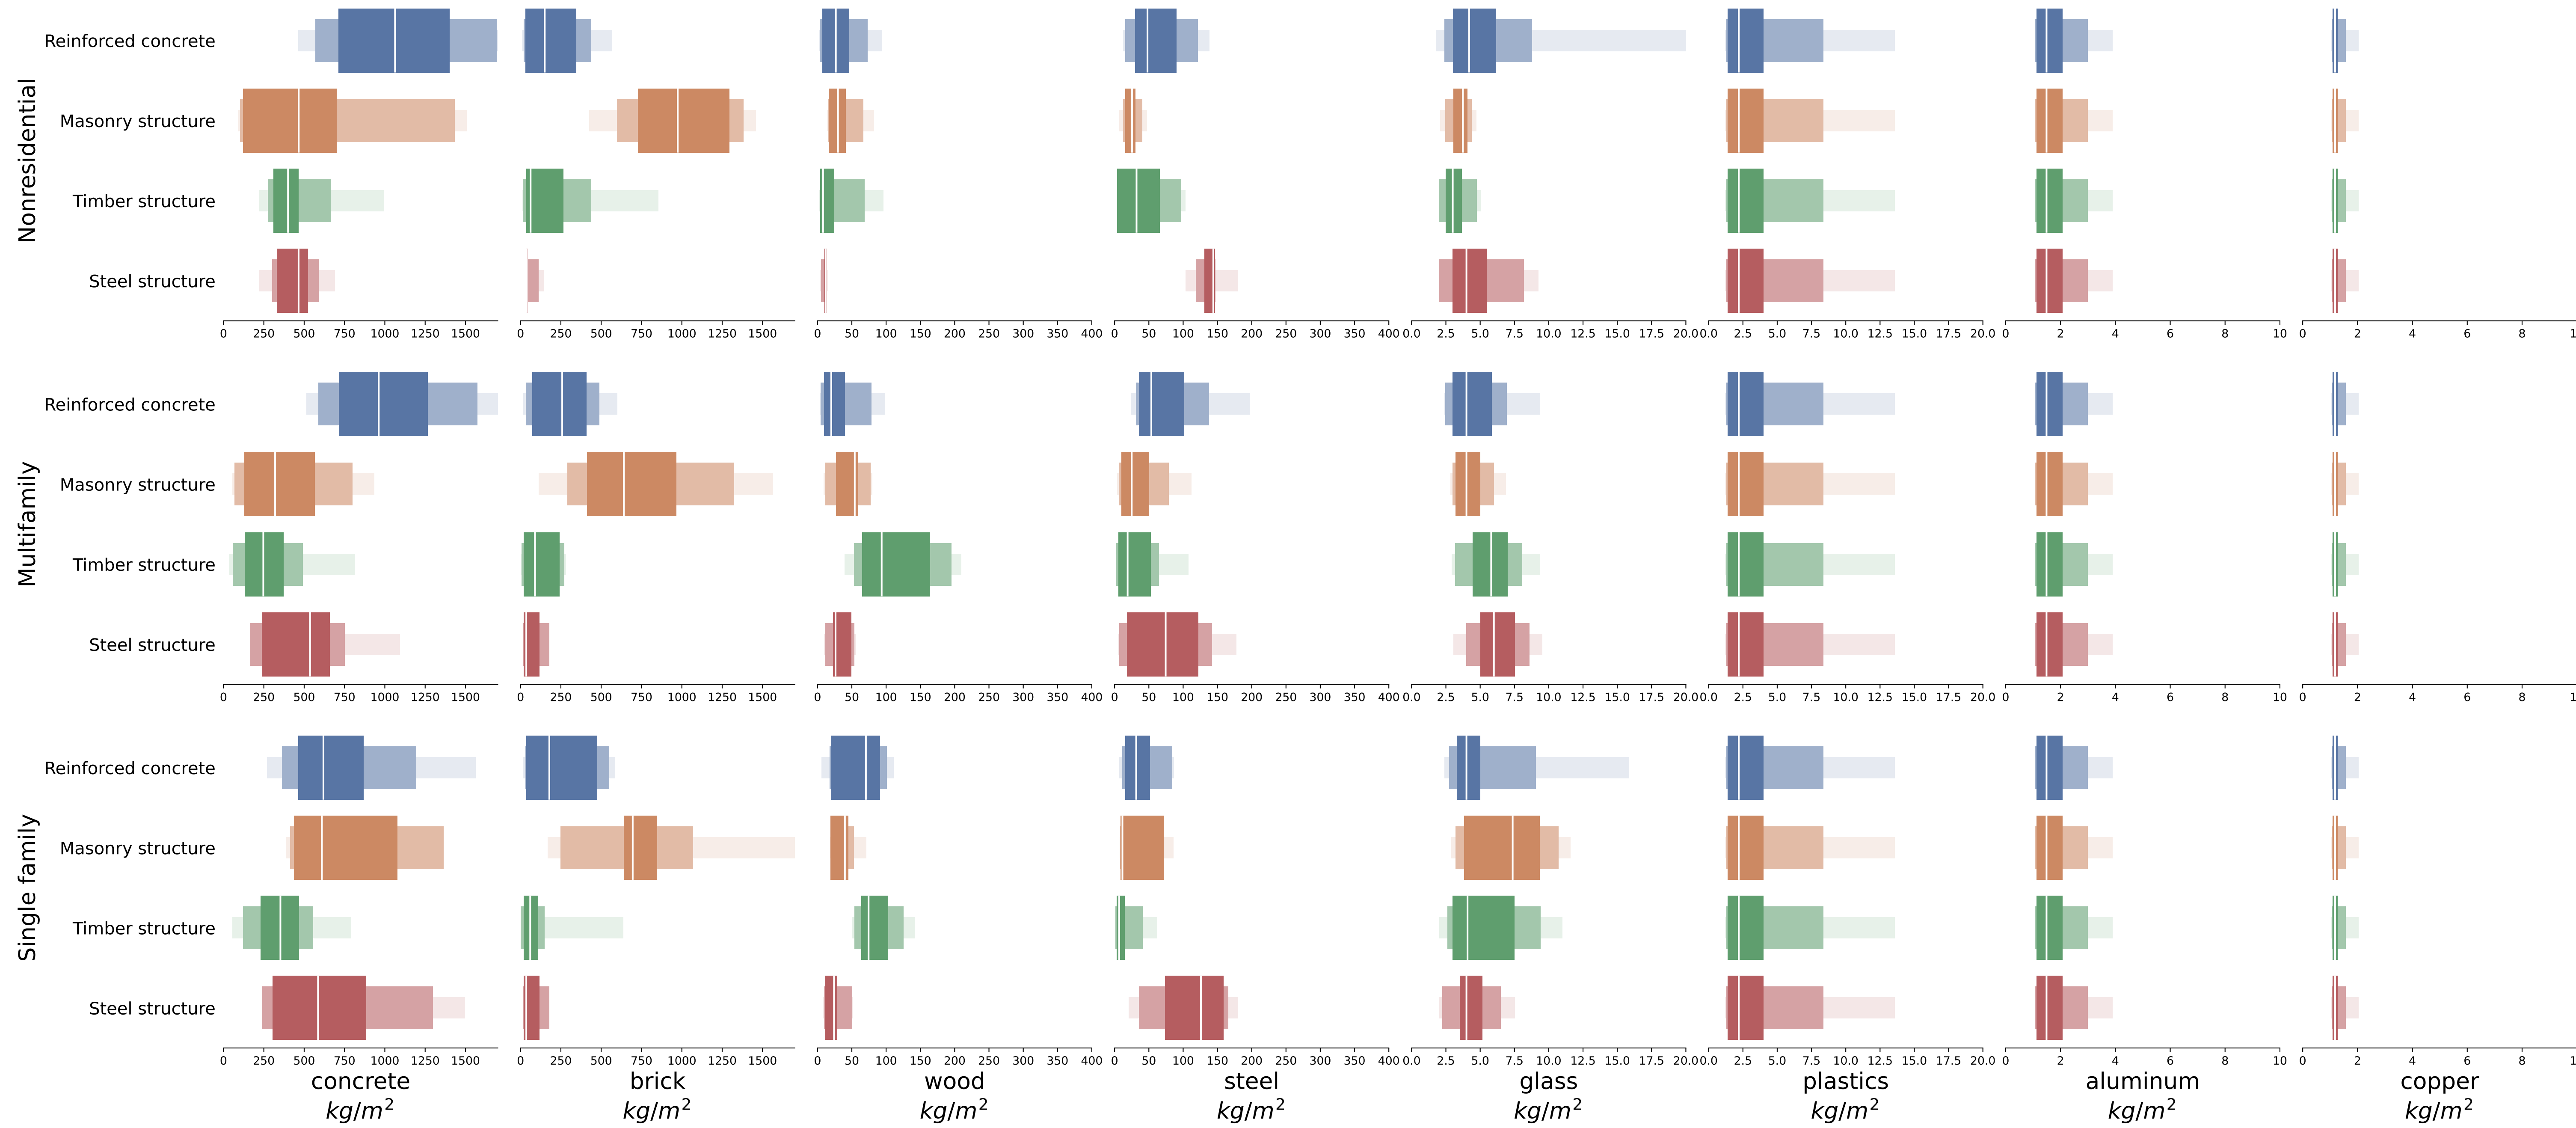 Nonresidential
Reinforced concrete
Masonry structure
Timber structure
Steel structure
0 250 500 750 1000 1250 1500
0 250 500 750 1000 1250 1500
0 50 100 150 200 250 300 350 400
0 50 100 150 200 250 300 350 400
0.0 2.5 5.0 7.5 10.0 12.5 15.0 17.5 20.0
0.0 2.5 5.0 7.5 10.0 12.5 15.0 17.5 20.0
0 2 4 6 8 10
0 2 4 6 8 1
Multifamily
Reinforced concrete
Masonry structure
Timber structure
Steel structure
0 250 500 750 1000 1250 1500
0 250 500 750 1000 1250 1500
0 50 100 150 200 250 300 350 400
0 50 100 150 200 250 300 350 400
0.0 2.5 5.0 7.5 10.0 12.5 15.0 17.5 20.0
0.0 2.5 5.0 7.5 10.0 12.5 15.0 17.5 20.0
0 2 4 6 8 10
0 2 4 6 8 1
Single family
Reinforced concrete
Masonry structure
Timber structure
Steel structure
0 250 500 750 1000 1250 1500
0 250 500 750 1000 1250 1500
0 50 100 150 200 250 300 350 400
0 50 100 150 200 250 300 350 400
0.0 2.5 5.0 7.5 10.0 12.5 15.0 17.5 20.0
0.0 2.5 5.0 7.5 10.0 12.5 15.0 17.5 20.0
0 2 4 6 8 10
0 2 4 6 8 1
concrete
kg/m²
brick
kg/m²
wood
kg/m²
steel
kg/m²
glass
kg/m²
plastics
kg/m²
aluminum
kg/m²
copper
kg/m²